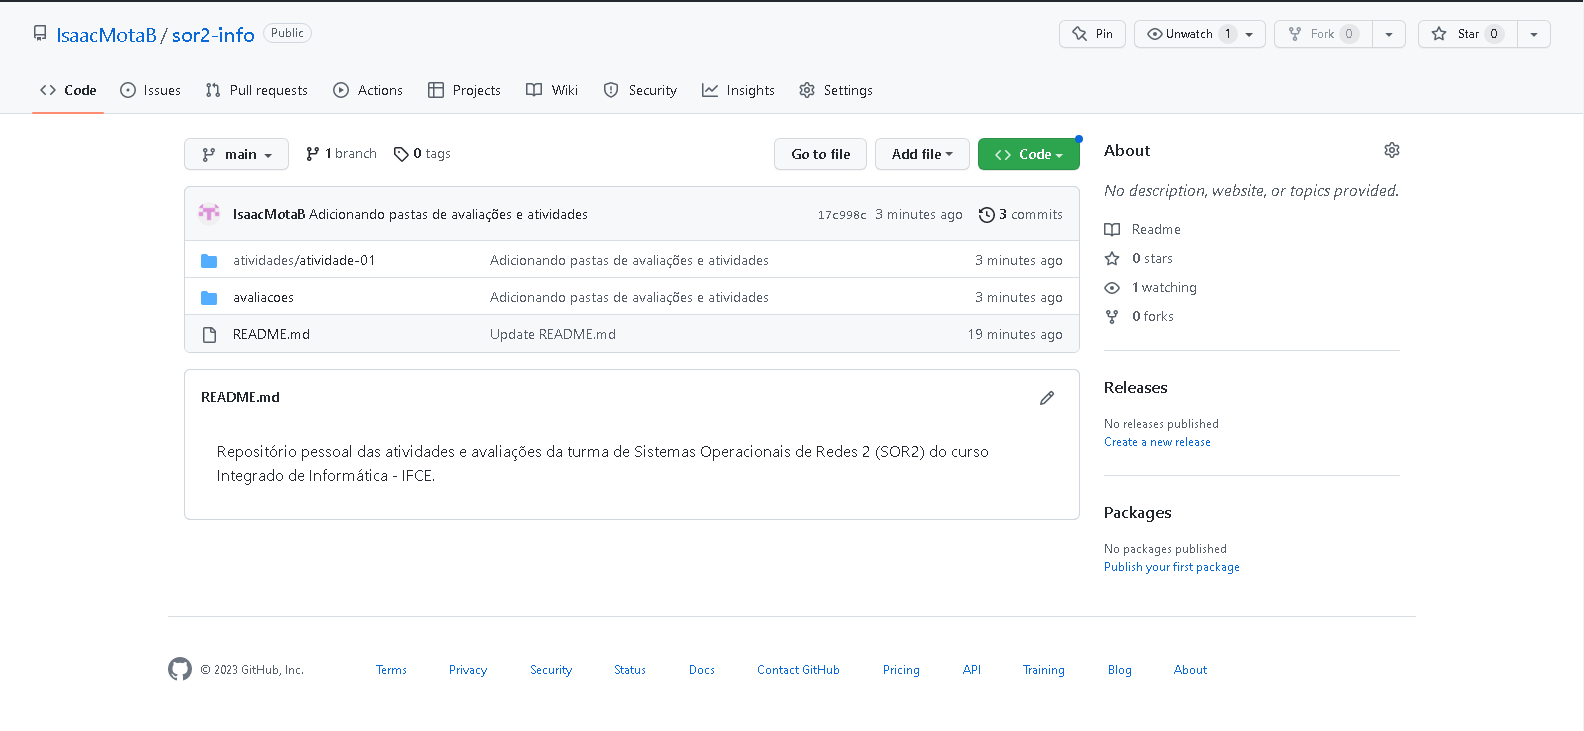 IsaacMotaB / sor2-info Public
Pin Unwatch 1 Fork 0 Star 0
Code Issues Pull requests Actions Projects Wiki Security Insights Settings
main 1 branch 0 tags Go to file Add file Code
IsaacMotaB Adicionando pastas de avaliações e atividades 17c998c 3 minutes ago 3 commits
atividades/atividade-01 Adicionando pastas de avaliações e atividades 3 minutes ago
avaliacoes Adicionando pastas de avaliações e atividades 3 minutes ago
README.md Update README.md 19 minutes ago
README.md
Repositório pessoal das atividades e avaliações da turma de Sistemas Operacionais de Redes 2 (SOR2) do curso
Integrado de Informática - IFCE.
About
No description, website, or topics provided.
Readme
0 stars
1 watching
0 forks
Releases
No releases published
Create a new release
Packages
No packages published
Publish your first package
© 2023 GitHub, Inc. Terms Privacy Security Status Docs Contact GitHub Pricing API Training Blog About